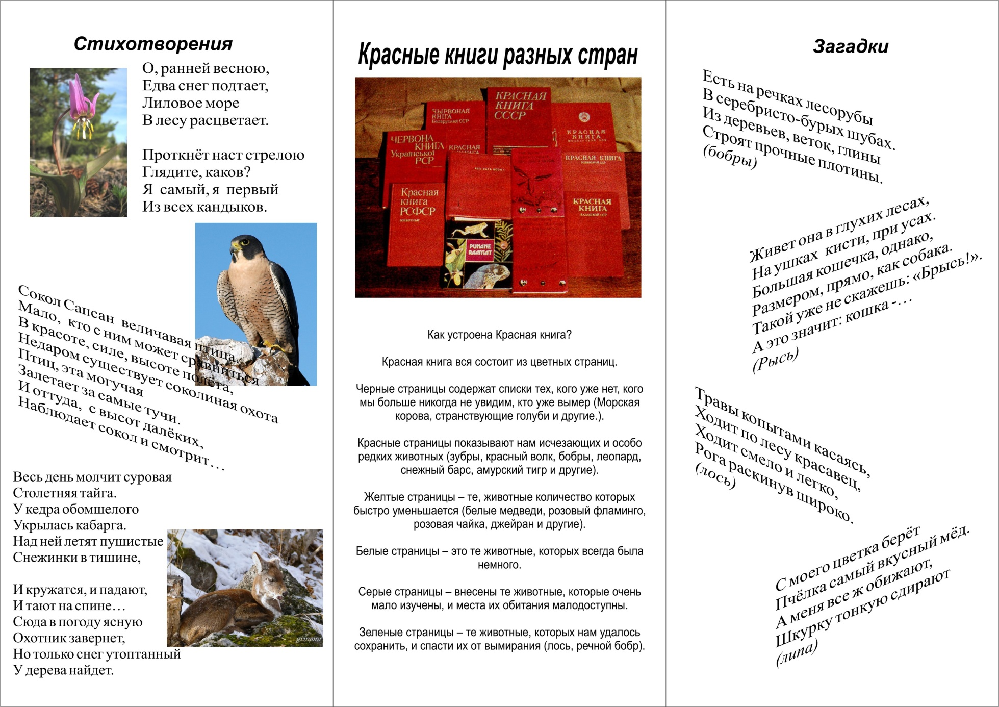 Стихотворения
О, ранней весною,
Едва снег подтает,
Лиловое море
В лесу расцветает.
Проткнёт наст стрелою
Глядите, каков?
Я самый, я первый
Из всех кандыков.
Сокол Сапсан величавая птица
Мало, кто с ним может сравниться
В красоте, силе, высоте полёта,
Недаром существует соколиная охота
Птиц, эта могучая
Залетает за самые тучи.
И оттуда, с высот далёких,
Наблюдает сокол и смотрит…
Весь день молчит суровая
Столетняя тайга.
У кедра обомшелого
Укрылась кабарга.
Над ней летят пушистые
Снежинки в тишине,
И кружатся, и падают,
И тают на спине…
Сюда в погоду ясную
Охотник завернет,
Но только снег утоптанный
У дерева найдет.
grinmar
Красные книги разных стран
КРАСНАЯ
КНИГА
СССР
ЧЫРВОНАЯ
КНІГА
Беларускай ССР
КРАСНАЯ
КНИГА
ЧЕРВОНА
КНИГА
Української
РСР
КРАСНАЯ
RED DATA BOOK
КРАСНАЯ КНИГА
Красная
книга
РСФСР
животные
КРАСНАЯ
КНИГА
КАЗАХСКОЙ ССР
PUNANE
RAAMAT
Как устроена Красная книга?
Красная книга вся состоит из цветных страниц.
Черные страницы содержат списки тех, кого уже нет, кого
мы больше никогда не увидим, кто уже вымер (Морская
корова, странствующие голуби и другие.).
Красные страницы показывают нам исчезающих и особо
редких животных (зубры, красный волк, бобры, леопард,
снежный барс, амурский тигр и другие).
Желтые страницы – те, животные количество которых
быстро уменьшается (белые медведи, розовый фламинго,
розовая чайка, джейран и другие).
Белые страницы – это те животные, которых всегда была
немного.
Серые страницы – внесены те животные, которые очень
мало изучены, и места их обитания малодоступны.
Зеленые страницы – те животные, которых нам удалось
сохранить, и спасти их от вымирания (лось, речной бобр).
Загадки
Есть на речках лесорубы
В серебристо-бурых шубах.
Из деревьев, веток, глины
Строят прочные плотины.
(бобры)
Живет она в глухих лесах,
На ушках кисти, при усах.
Большая кошечка, однако,
Размером, прямо, как собака.
Такой уже не скажешь: «Брысь!».
А это значит: кошка -…
(Рысь)
Травы копытами касаясь,
Ходит по лесу красавец,
Ходит смело и легко,
Рога раскинув широко.
(лось)
С моего цветка берёт
Пчёлка самый вкусный мёд.
А меня все ж обижают,
Шкурку тонкую сдирают
(липа)